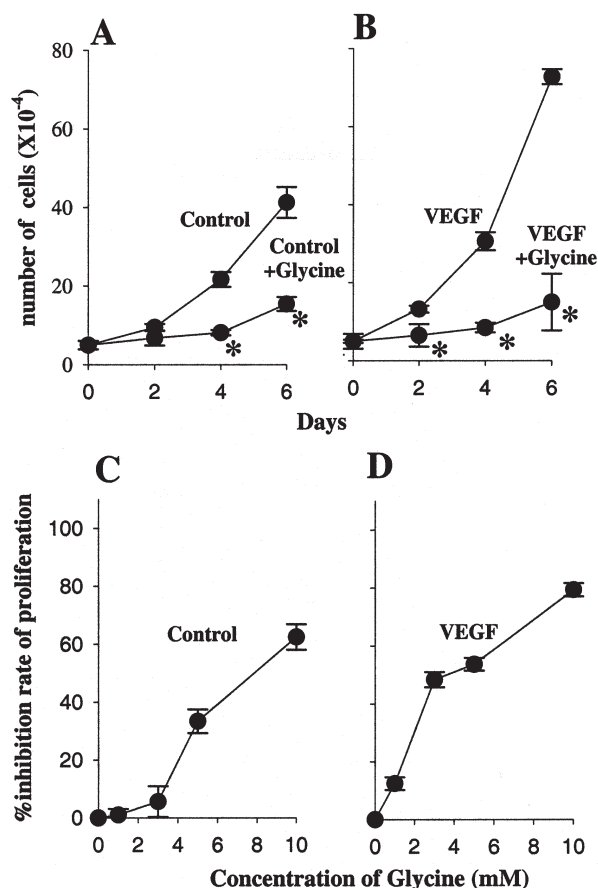 A
B
number of cells (X10⁻⁴)
80
60
40
20
0
Control
Control
+Glycine
*
*
VEGF
VEGF
+Glycine
*
*
*
0 2 4 6
0 2 4 6
Days
C
D
%inhibition rate of proliferation
100
80
60
40
20
0
Control
VEGF
0 2 4 6 8 10
0 2 4 6 8 10
Concentration of Glycine (mM)